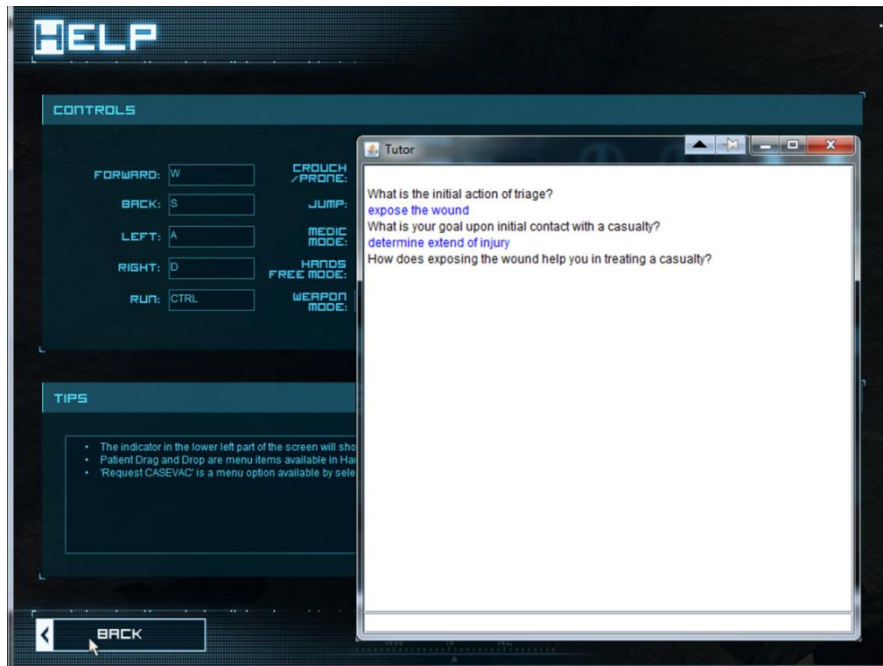 HELP
CONTROLS
FORWARD: W
BACK: S
LEFT: A
RIGHT: D
RUN: CTRL
CROUCH
/PRONE:
JUMP:
MEDIC
MODE:
HANDS
FREE MODE:
WEAPON
MODE:
TIPS
• The indicator in the lower left part of the screen will sho
• Patient Drag and Drop are menu items available in Ha
• 'Request CASEVAC' is a menu option available by sele
BACK
Tutor
What is the initial action of triage?
expose the wound
What is your goal upon initial contact with a casualty?
determine extend of injury
How does exposing the wound help you in treating a casualty?